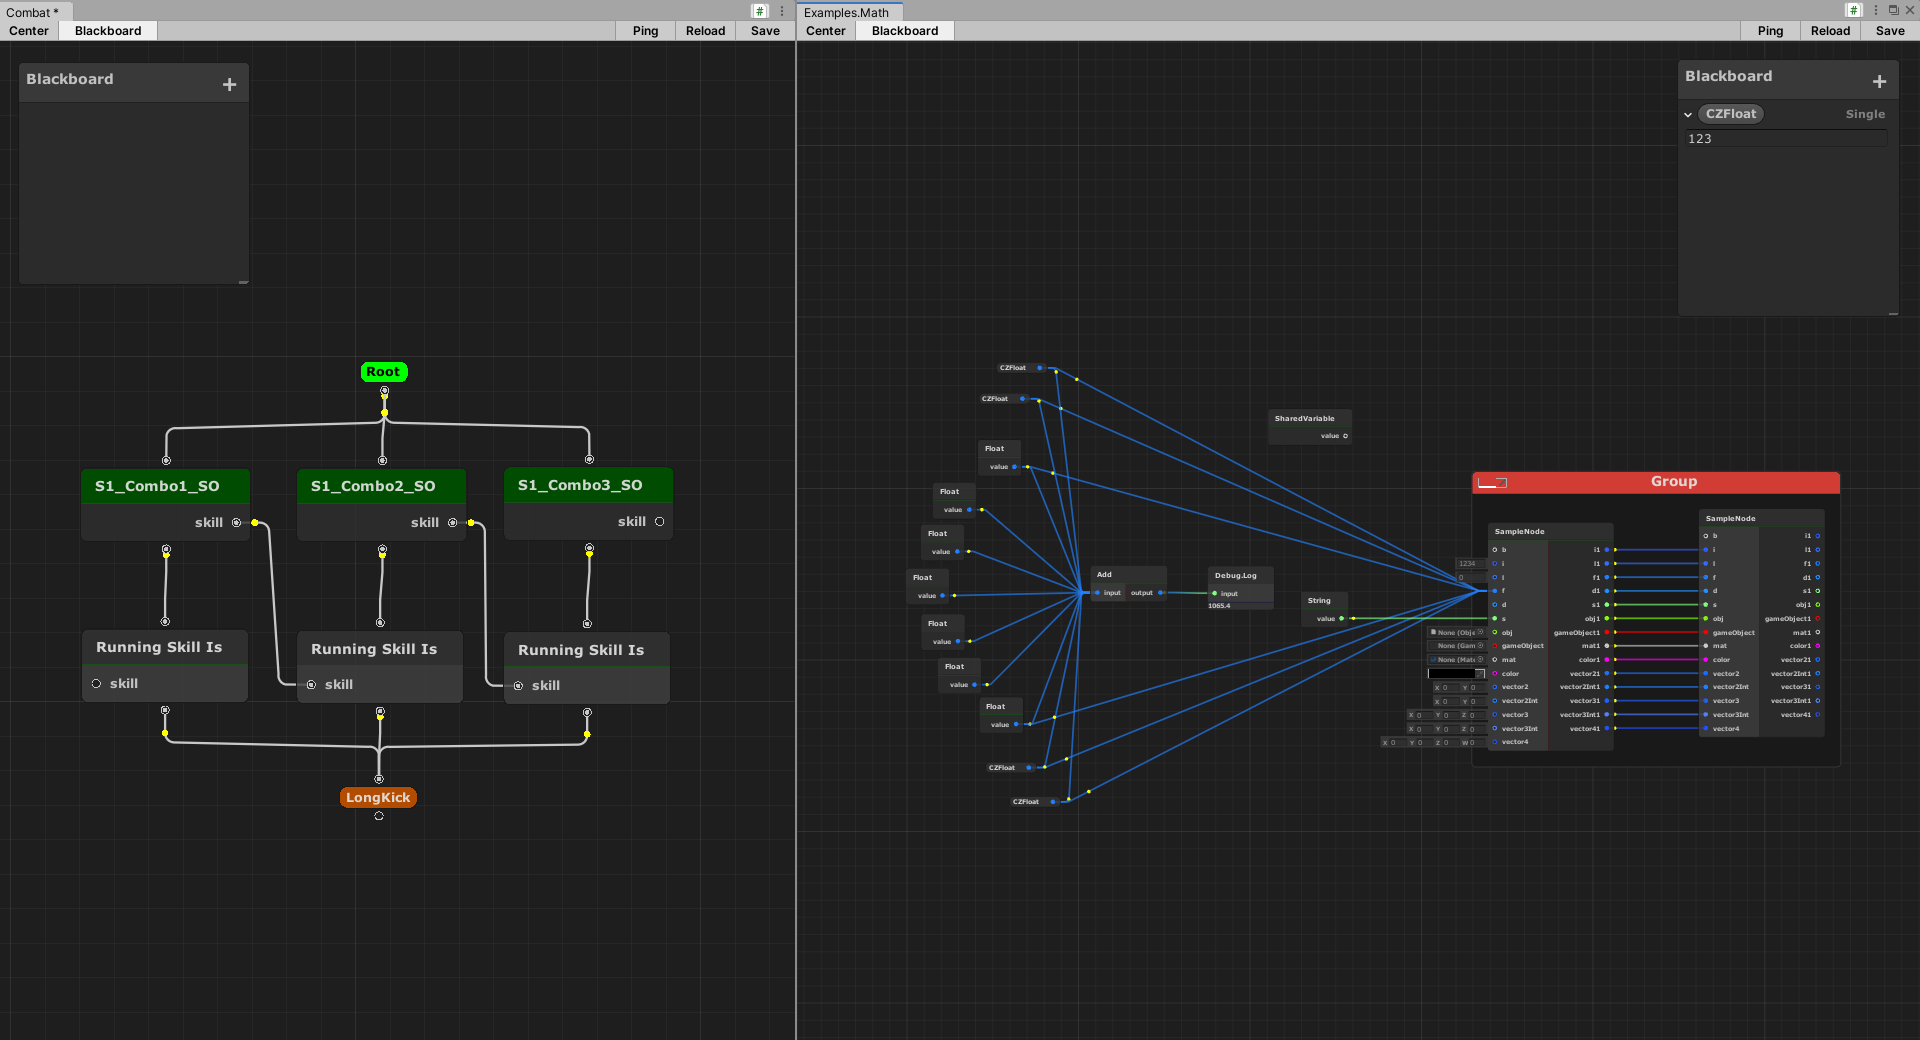 Combat *
#
Center
Blackboard
Ping
Reload
Save
Blackboard
+
Root
S1_Combo1_SO
skill
S1_Combo2_SO
skill
S1_Combo3_SO
skill
Running Skill Is
skill
Running Skill Is
skill
Running Skill Is
skill
LongKick
Examples.Math
#
Center
Blackboard
Ping
Reload
Save
Blackboard
+
CZFloat
Single
123
CZFloat
CZFloat
Float
value
Float
value
Float
value
Float
value
Float
value
Float
value
Float
value
CZFloat
CZFloat
Add
input
output
Debug.Log
input
1065.4
SharedVariable
value
String
value
Group
SampleNode
b
i
l
f
d
s
obj
gameObject
mat
color
vector2
vector2Int
vector3
vector3Int
vector4
1234
0
None (Obje
None (Gam
None (Mate
X 0 Y 0
X 0 Y 0
X 0 Y 0 Z 0
X 0 Y 0 Z 0
X 0 Y 0 Z 0 W 0
i1
l1
f1
d1
s1
obj1
gameObject1
mat1
color1
vector21
vector2Int1
vector31
vector3Int1
vector41
SampleNode
b
i
l
f
d
s
obj
gameObject
mat
color
vector2
vector2Int
vector3
vector3Int
vector4
i1
l1
f1
d1
s1
obj1
gameObject1
mat1
color1
vector21
vector2Int1
vector31
vector3Int1
vector41